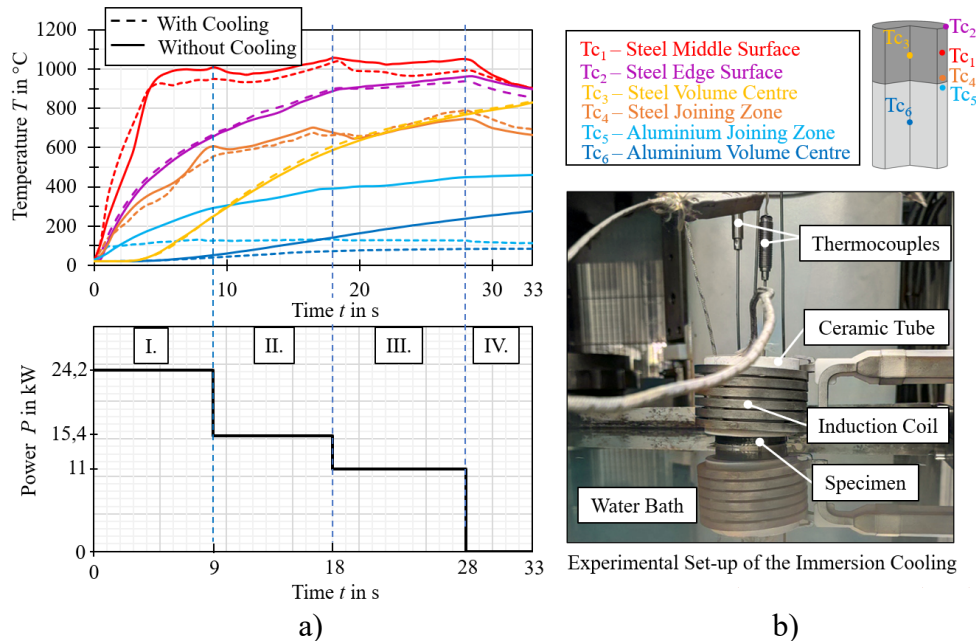 With Cooling
Without Cooling
Temperature T in °C
1200
1000
800
600
400
200
0
0
10
20
30
33
Time t in s
I.
II.
III.
IV.
Power P in kW
24,2
15,4
11
0
0
9
18
28
33
Time t in s
a)
Tc1 – Steel Middle Surface
Tc2 – Steel Edge Surface
Tc3 – Steel Volume Centre
Tc4 – Steel Joining Zone
Tc5 – Aluminium Joining Zone
Tc6 – Aluminium Volume Centre
Tc2
Tc3
Tc1
Tc4
Tc5
Tc6
Thermocouples
Ceramic Tube
Induction Coil
Specimen
Water Bath
Experimental Set-up of the Immersion Cooling
b)